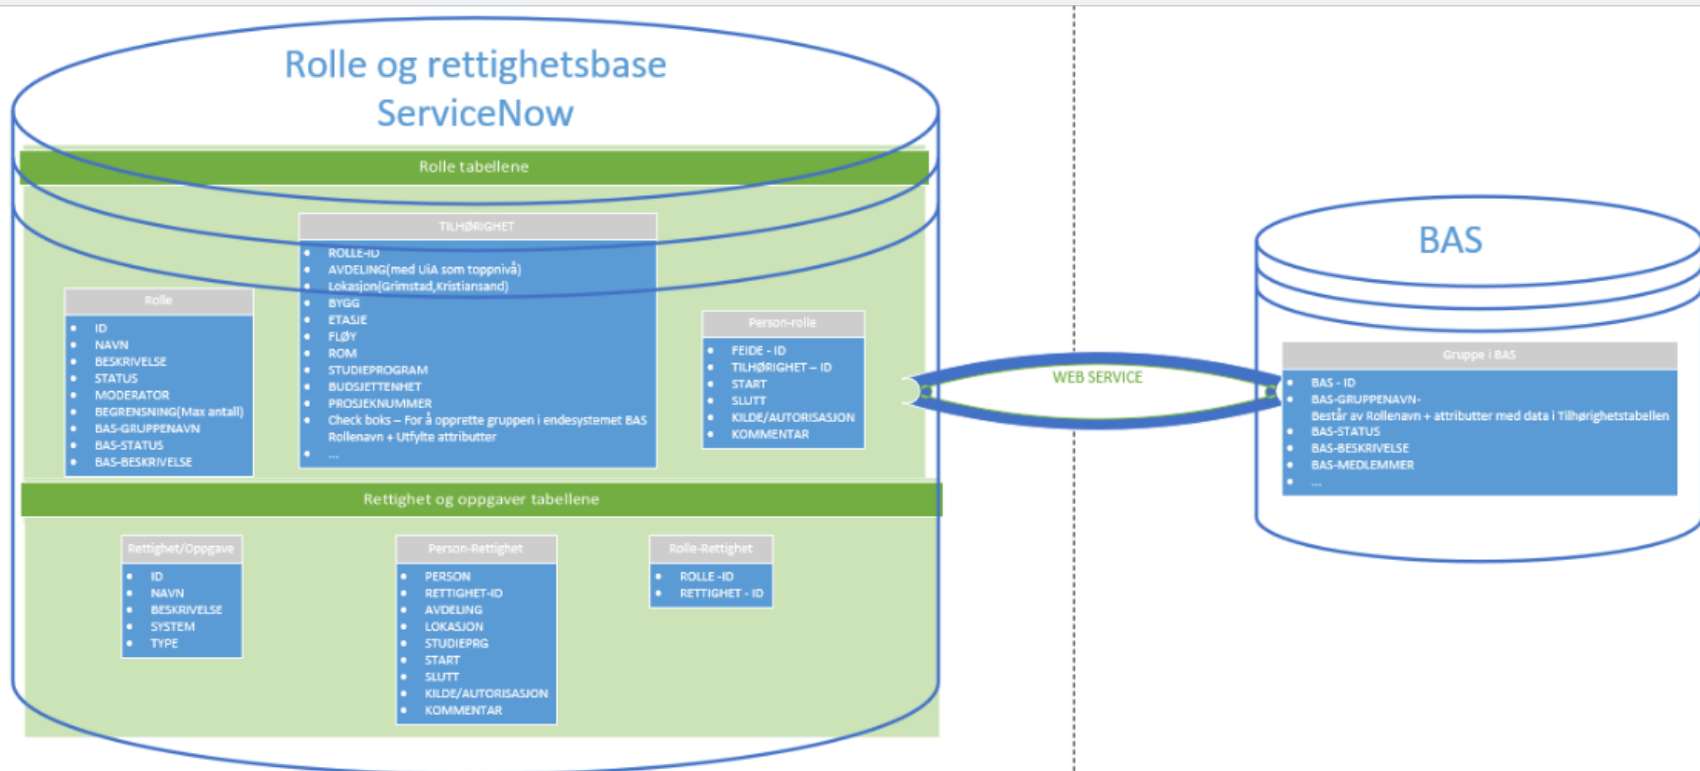 Rolle og rettighetsbase
ServiceNow
Rolle tabellene
Rolle
ID
NAVN
BESKRIVELSE
STATUS
MODERATOR
BEGRENSNING(Max antall)
BAS-GRUPPENAVN
BAS-STATUS
BAS-BESKRIVELSE
TILHØRIGHET
ROLLE-ID
AVDELING(med UiA som toppnivå)
Lokasjon(Grimstad,Kristiansand)
BYGG
ETASJE
FLØY
ROM
STUDIEPROGRAM
BUDSJETTENHET
PROSJEKNUMMER
Check boks – For å opprette gruppen i endesystemet BAS
Rollenavn + Utfylte attributter
...
Person-rolle
FEIDE - ID
TILHØRIGHET – ID
START
SLUTT
KILDE/AUTORISASJON
KOMMENTAR
Rettighet og oppgaver tabellene
Rettighet/Oppgave
ID
NAVN
BESKRIVELSE
SYSTEM
TYPE
Person-Rettighet
PERSON
RETTIGHET-ID
AVDELING
LOKASJON
STUDIEPRG
START
SLUTT
KILDE/AUTORISASJON
KOMMENTAR
Rolle-Rettighet
ROLLE -ID
RETTIGHET - ID
WEB SERVICE
BAS
Gruppe i BAS
BAS - ID
BAS-GRUPPENAVN-
Består av Rollenavn + attributter med data i Tilhørighetstabellen
BAS-STATUS
BAS-BESKRIVELSE
BAS-MEDLEMMER
...